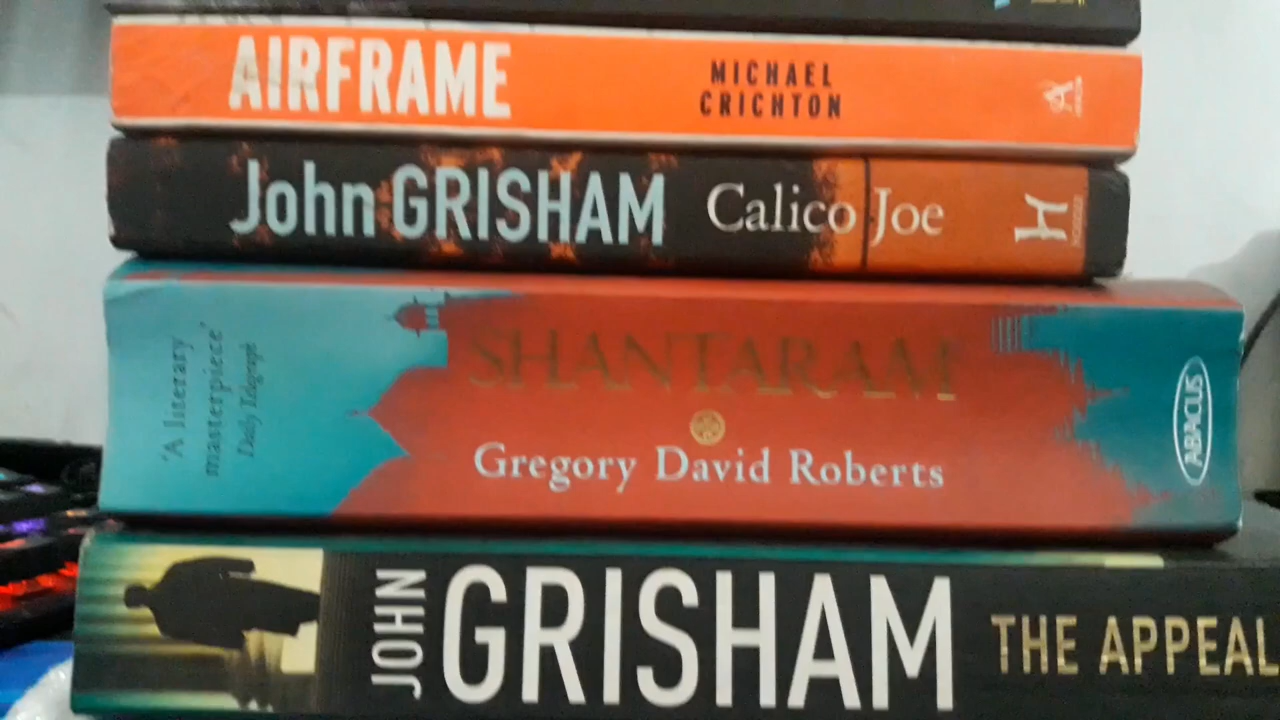 AIRFRAME
MICHAEL
CRICHTON
John GRISHAM Calico Joe
'A literary
masterpiece'
Daily Telegraph
SHANTARAM
Gregory David Roberts
ABACUS
JOHN
GRISHAM
THE APPEAL